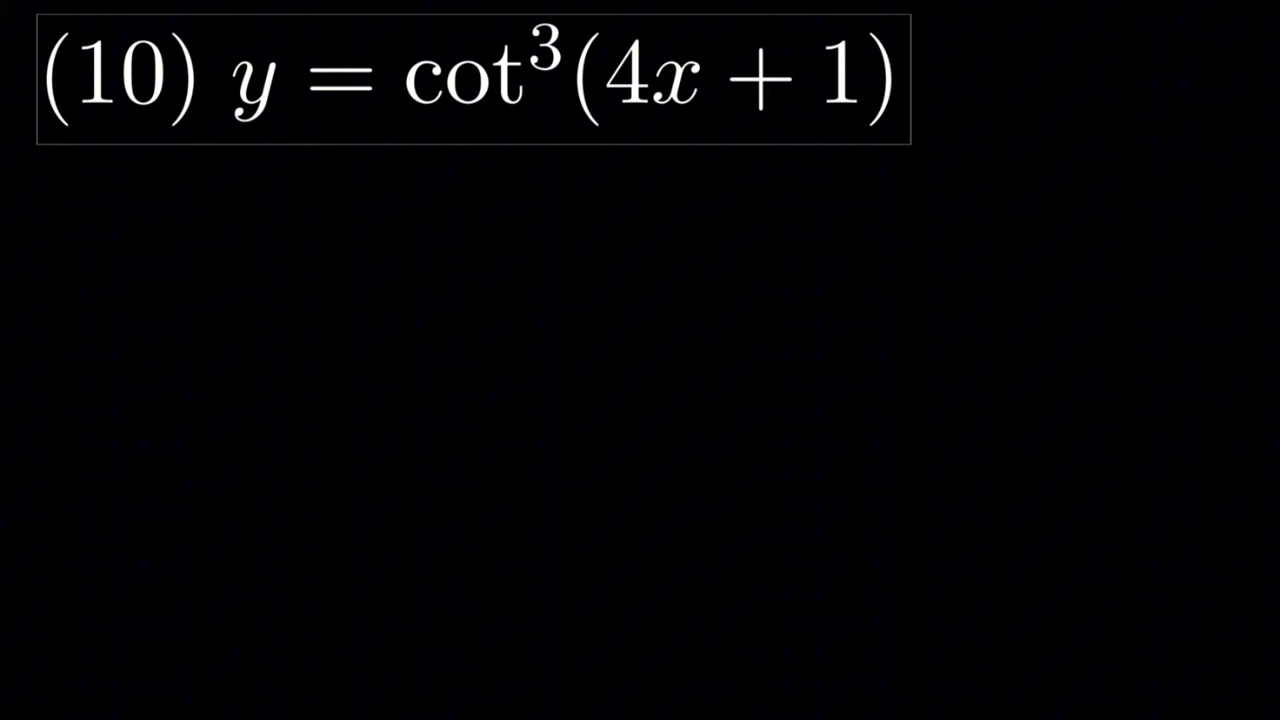 (10) y = cot³(4x + 1)